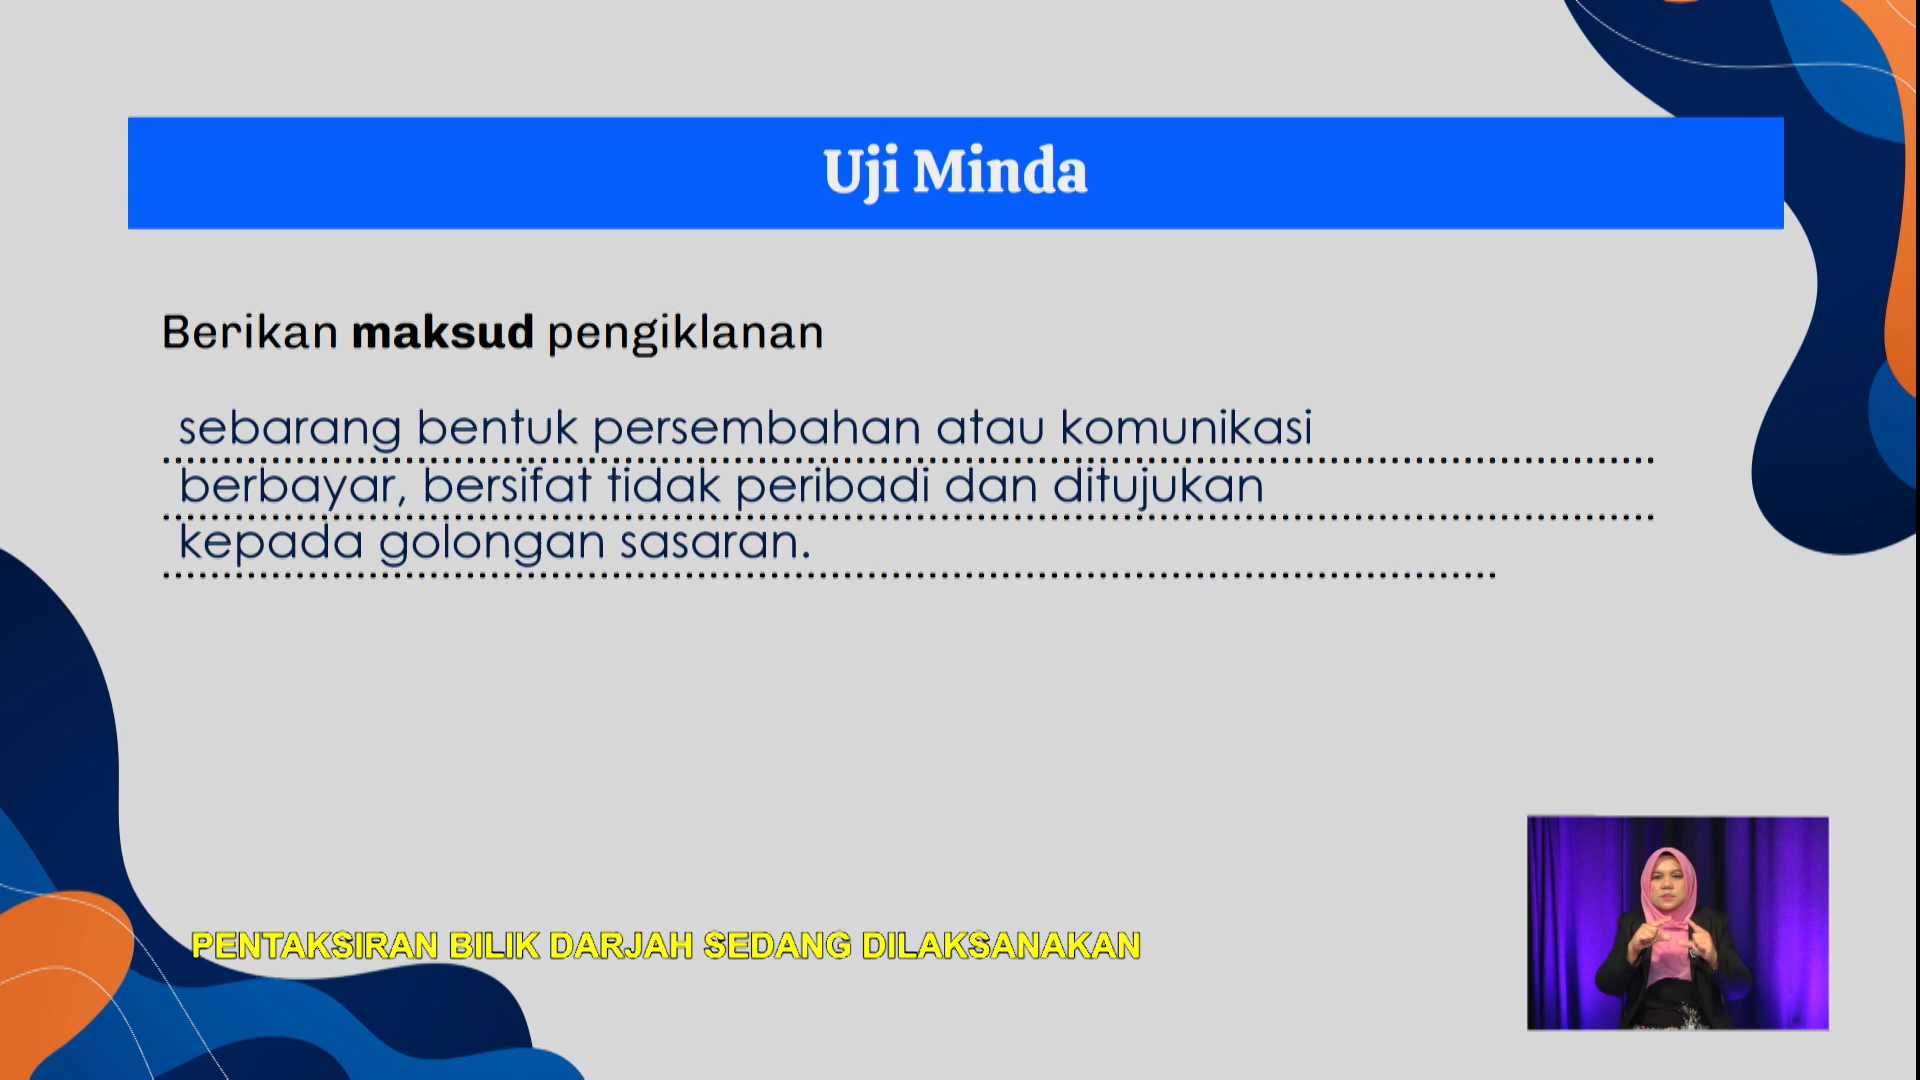 Uji Minda
Berikan maksud pengiklanan
sebarang bentuk persembahan atau komunikasi
berbayar, bersifat tidak peribadi dan ditujukan
kepada golongan sasaran.
PENTAKSIRAN BILIK DARJAH SEDANG DILAKSANAKAN